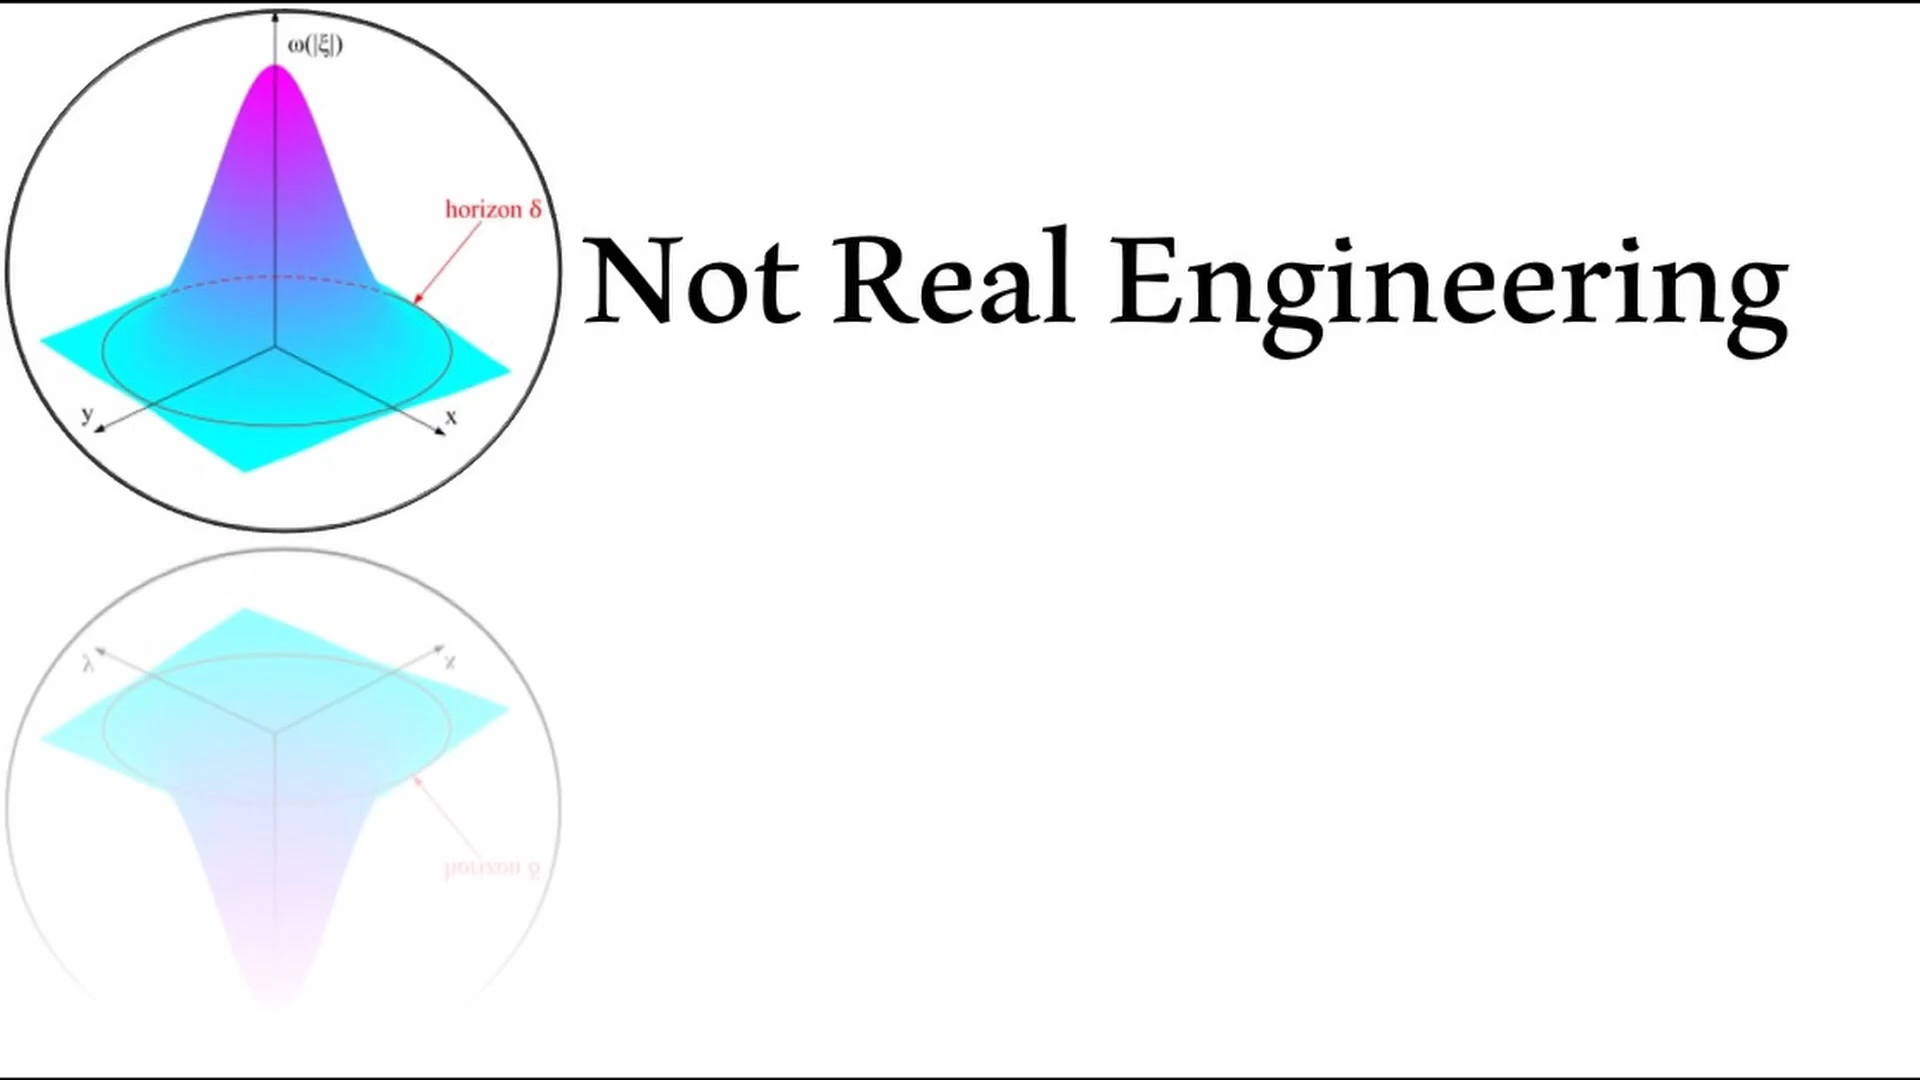 ω(|ξ|)
horizon δ
Not Real Engineering
y
x